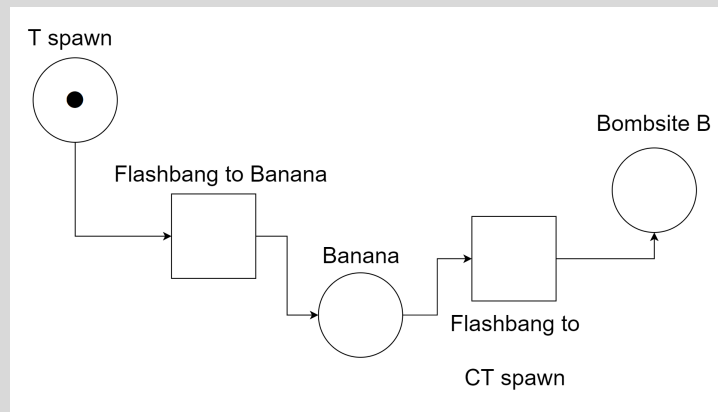 T spawn
Bombsite B
Flashbang to Banana
Banana
Flashbang to
CT spawn